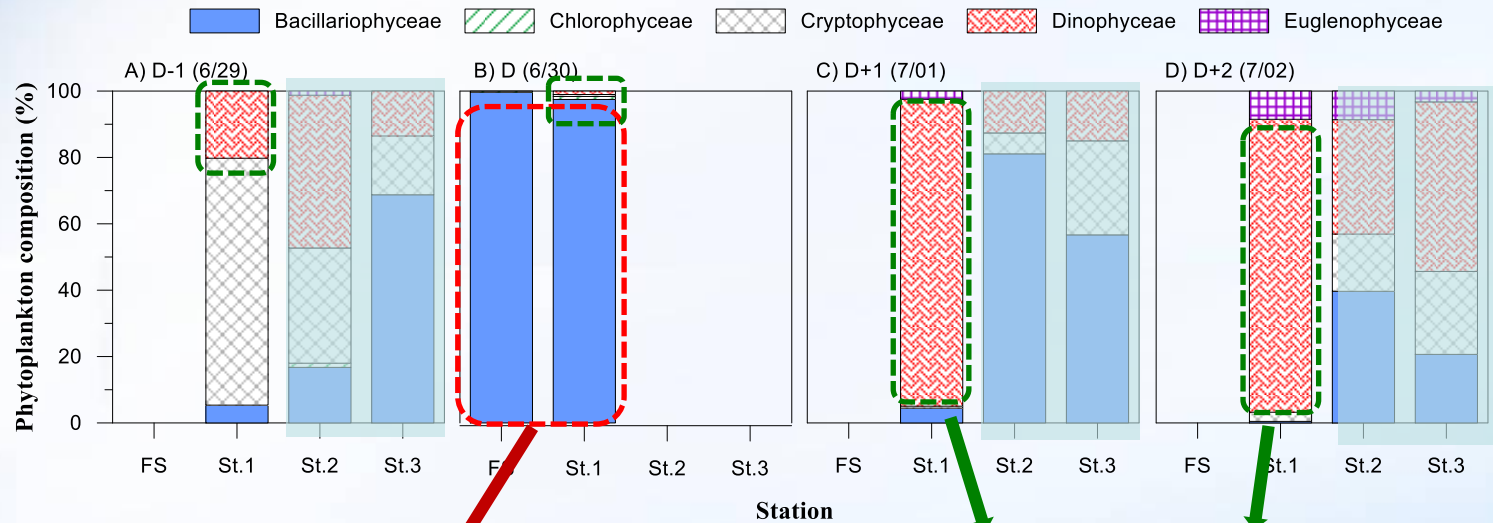 Bacillariophyceae Chlorophyceae Cryptophyceae Dinophyceae Euglenophyceae
A) D-1 (6/29) B) D (6/30) C) D+1 (7/01) D) D+2 (7/02)
Phytoplankton composition (%)
100
80
60
40
20
0
FS St.1 St.2 St.3 FS St.1 St.2 St.3 FS St.1 St.2 St.3 FS St.1 St.2 St.3
Station